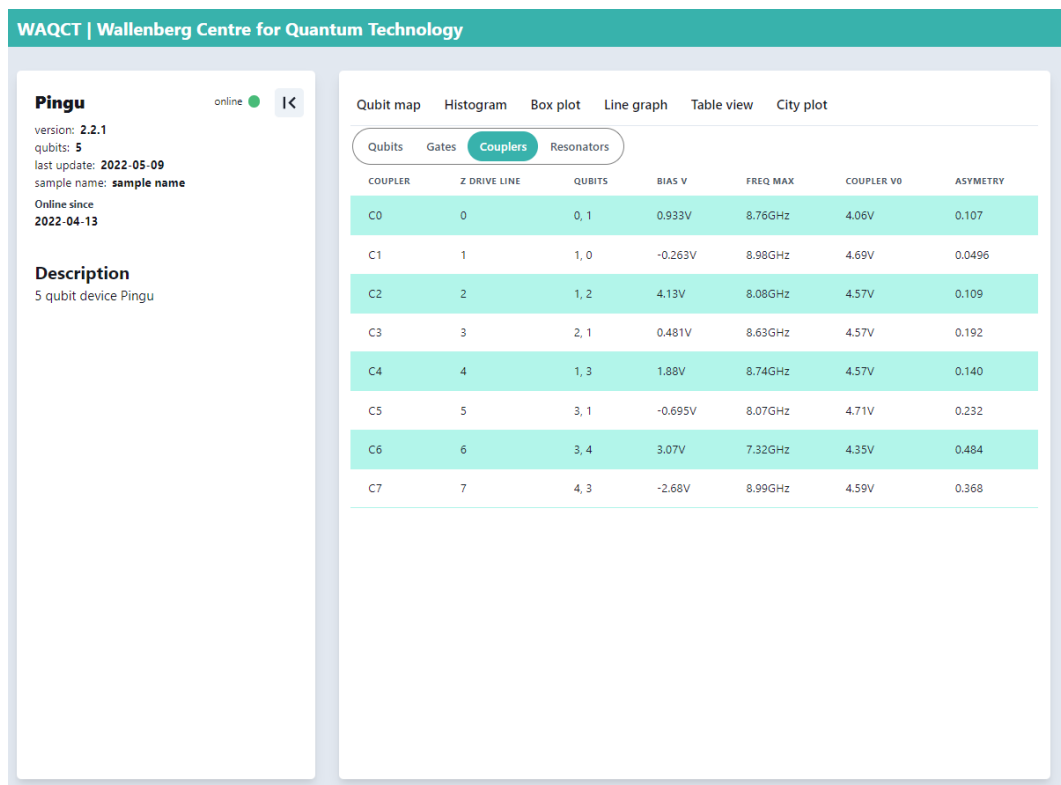 WAQCT | Wallenberg Centre for Quantum Technology
Pingu online
version: 2.2.1
qubits: 5
last update: 2022-05-09
sample name: sample name
Online since
2022-04-13
Description
5 qubit device Pingu
Qubit map Histogram Box plot Line graph Table view City plot
Qubits Gates Couplers Resonators
COUPLER Z DRIVE LINE QUBITS BIAS V FREQ MAX COUPLER V0 ASYMETRY
C0 0 0, 1 0.933V 8.76GHz 4.06V 0.107
C1 1 1, 0 -0.263V 8.98GHz 4.69V 0.0496
C2 2 1, 2 4.13V 8.08GHz 4.57V 0.109
C3 3 2, 1 0.481V 8.63GHz 4.57V 0.192
C4 4 1, 3 1.88V 8.74GHz 4.57V 0.140
C5 5 3, 1 -0.695V 8.07GHz 4.71V 0.232
C6 6 3, 4 3.07V 7.32GHz 4.35V 0.484
C7 7 4, 3 -2.68V 8.99GHz 4.59V 0.368